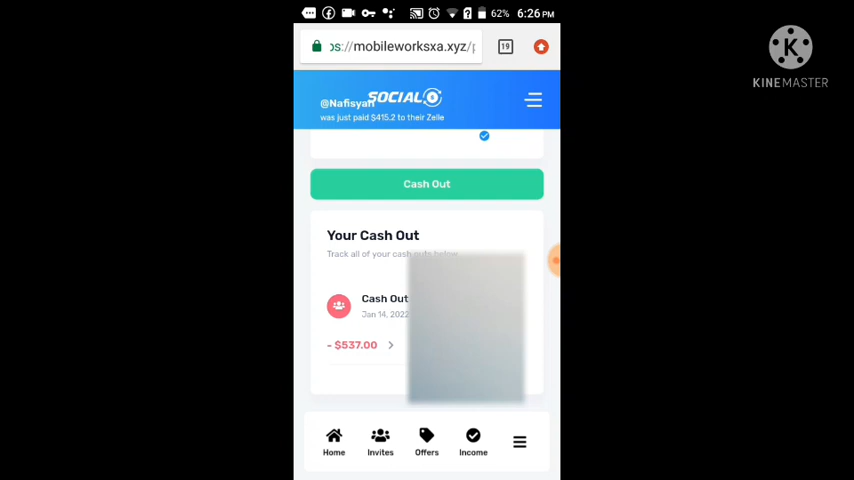 62% 6:26 PM
os://mobileworksxa.xyz/
19
K
KINEMASTER
SOCIAL
@Nafisyah
was just paid $415.2 to their Zelle
Cash Out
Your Cash Out
Track all of your cash outs below
Cash Out
Jan 14, 2022
- $537.00
Home Invites Offers Income